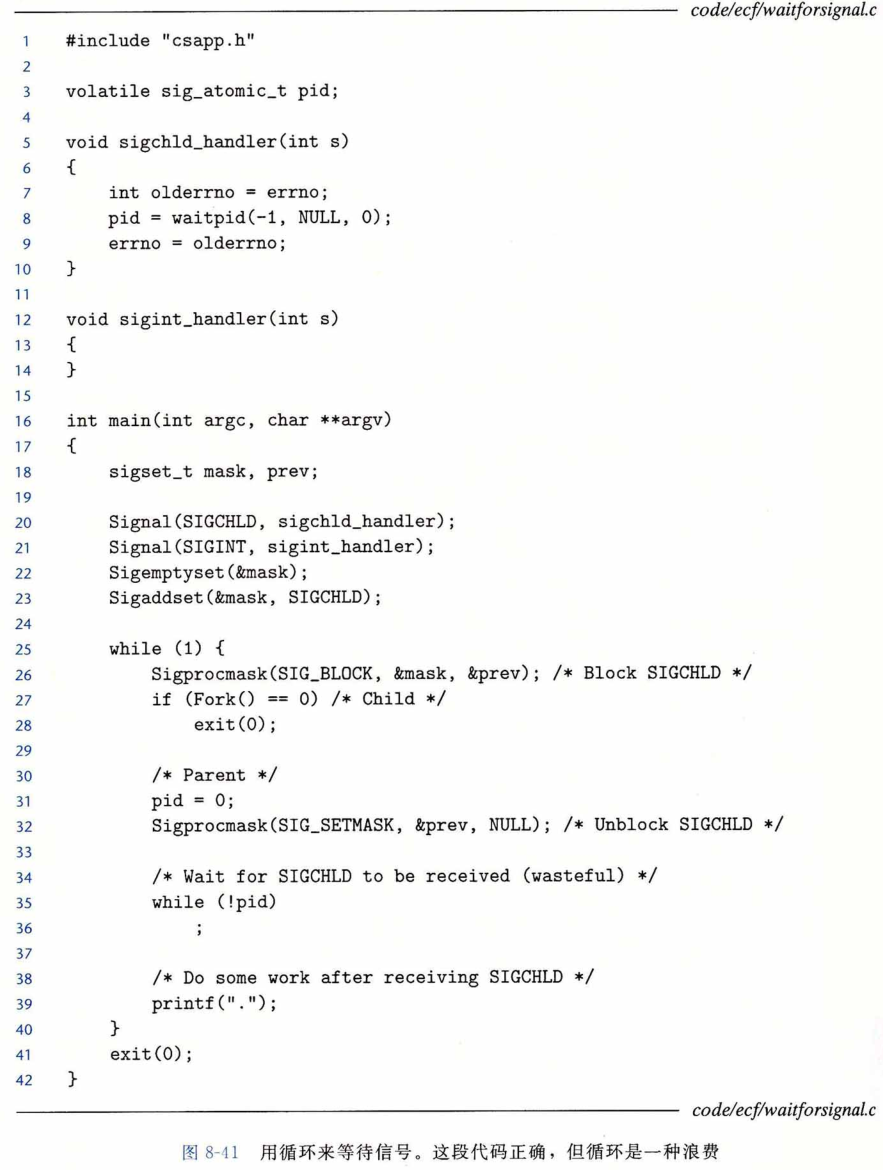 code/ecf/waitforsignal.c
1 #include "csapp.h"
2
3 volatile sig_atomic_t pid;
4
5 void sigchld_handler(int s)
6 {
7     int olderrno = errno;
8     pid = waitpid(-1, NULL, 0);
9     errno = olderrno;
10 }
11
12 void sigint_handler(int s)
13 {
14 }
15
16 int main(int argc, char **argv)
17 {
18     sigset_t mask, prev;
19
20     Signal(SIGCHLD, sigchld_handler);
21     Signal(SIGINT, sigint_handler);
22     Sigemptyset(&mask);
23     Sigaddset(&mask, SIGCHLD);
24
25     while (1) {
26         Sigprocmask(SIG_BLOCK, &mask, &prev); /* Block SIGCHLD */
27         if (Fork() == 0) /* Child */
28             exit(0);
29
30         /* Parent */
31         pid = 0;
32         Sigprocmask(SIG_SETMASK, &prev, NULL); /* Unblock SIGCHLD */
33
34         /* Wait for SIGCHLD to be received (wasteful) */
35         while (!pid)
36             ;
37
38         /* Do some work after receiving SIGCHLD */
39         printf(".");
40     }
41     exit(0);
42 }
code/ecf/waitforsignal.c
图 8-41 用循环来等待信号。这段代码正确，但循环是一种浪费